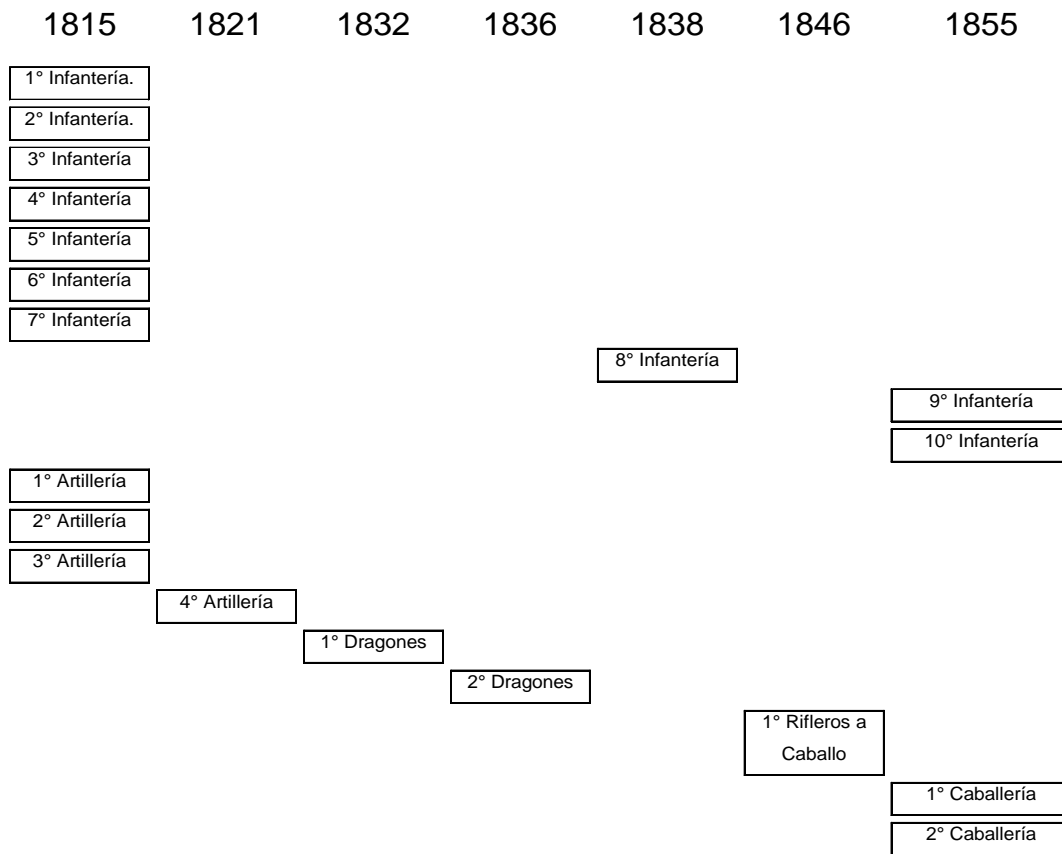 1815 1821 1832 1836 1838 1846 1855
1° Infantería.
2° Infantería.
3° Infantería
4° Infantería
5° Infantería
6° Infantería
7° Infantería
8° Infantería
9° Infantería
10° Infantería
1° Artillería
2° Artillería
3° Artillería
4° Artillería
1° Dragones
2° Dragones
1° Rifleros a
Caballo
1° Caballería
2° Caballería